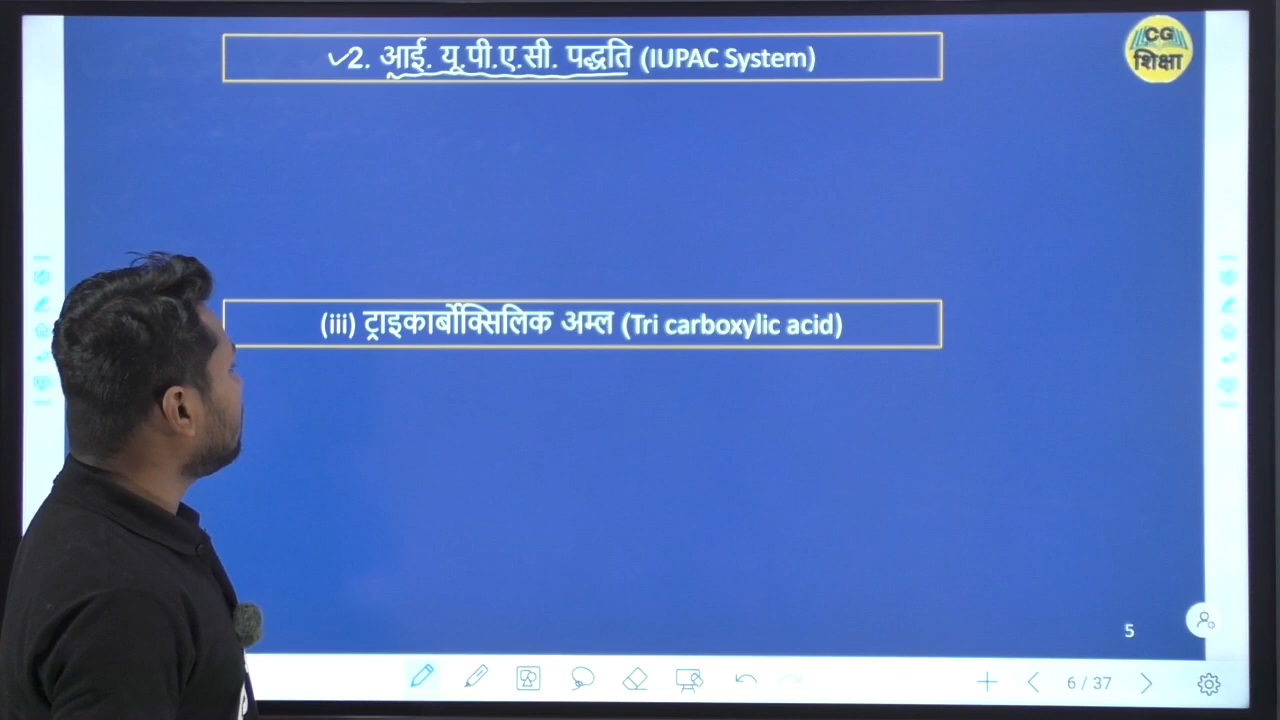 2. आई. यू.पी.ए.सी. पद्धति (IUPAC System)
CG
शिक्षा
(iii) ट्राइकार्बोक्सिलिक अम्ल (Tri carboxylic acid)
5
6 / 37